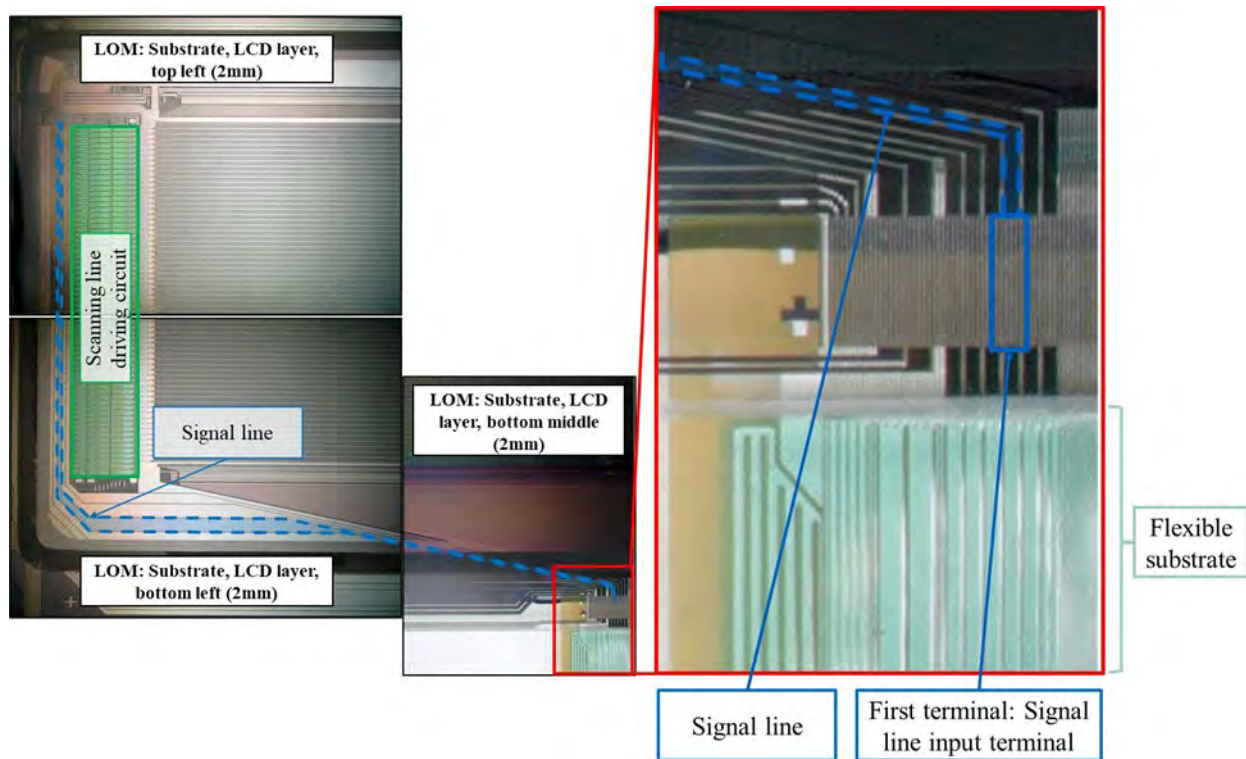 LOM: Substrate, LCD layer,
top left (2mm)
Scanning line
driving circuit
Signal line
LOM: Substrate, LCD layer,
bottom left (2mm)
LOM: Substrate, LCD
layer, bottom middle
(2mm)
Flexible
substrate
Signal line
First terminal: Signal
line input terminal